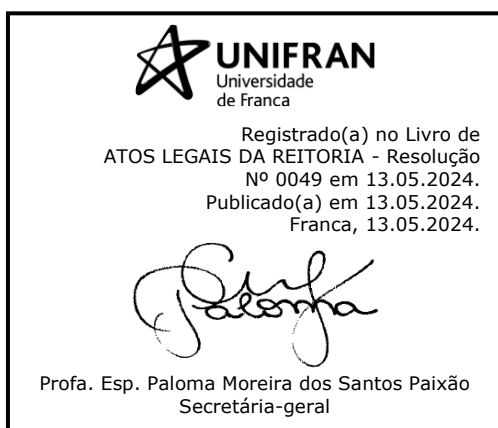 UNIFRAN
Universidade
de Franca
Registrado(a) no Livro de
ATOS LEGAIS DA REITORIA - Resolução
Nº 0049 em 13.05.2024.
Publicado(a) em 13.05.2024.
Franca, 13.05.2024.
Paloma
Profa. Esp. Paloma Moreira dos Santos Paixão
Secretária-geral